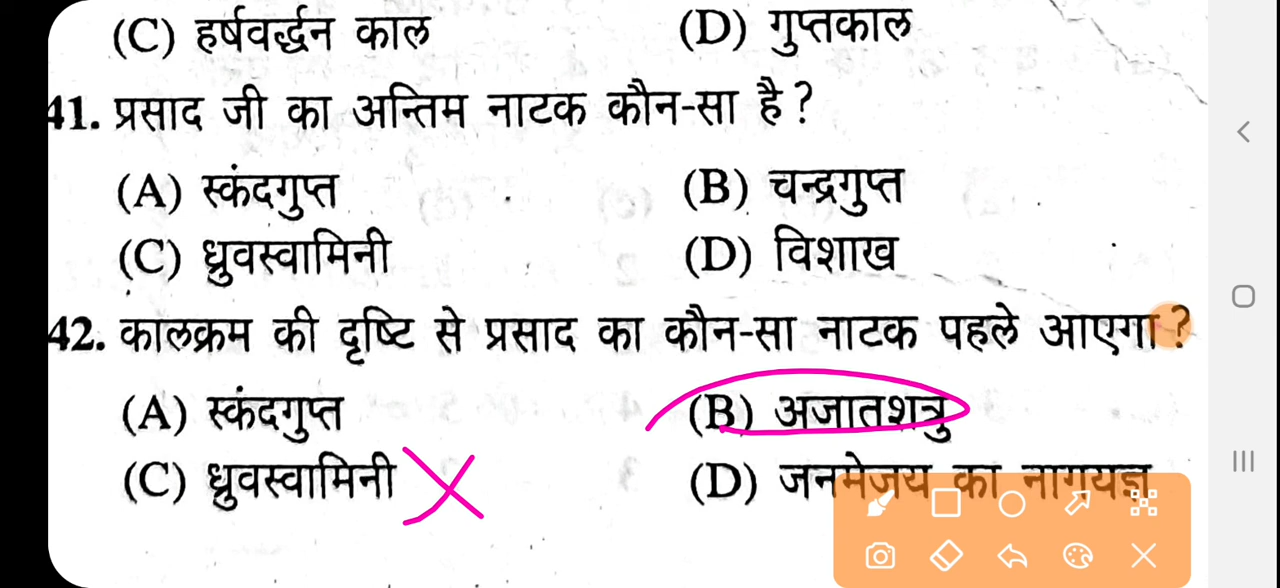 (C) हर्षवर्द्धन काल (D) गुप्तकाल
41. प्रसाद जी का अन्तिम नाटक कौन-सा है ?
(A) स्कंदगुप्त (B) चन्द्रगुप्त
(C) ध्रुवस्वामिनी (D) विशाख
42. कालक्रम की दृष्टि से प्रसाद का कौन-सा नाटक पहले आएगा ?
(A) स्कंदगुप्त (B) अजातशत्रु
(C) ध्रुवस्वामिनी (D) जनमेजय का नागयज्ञ